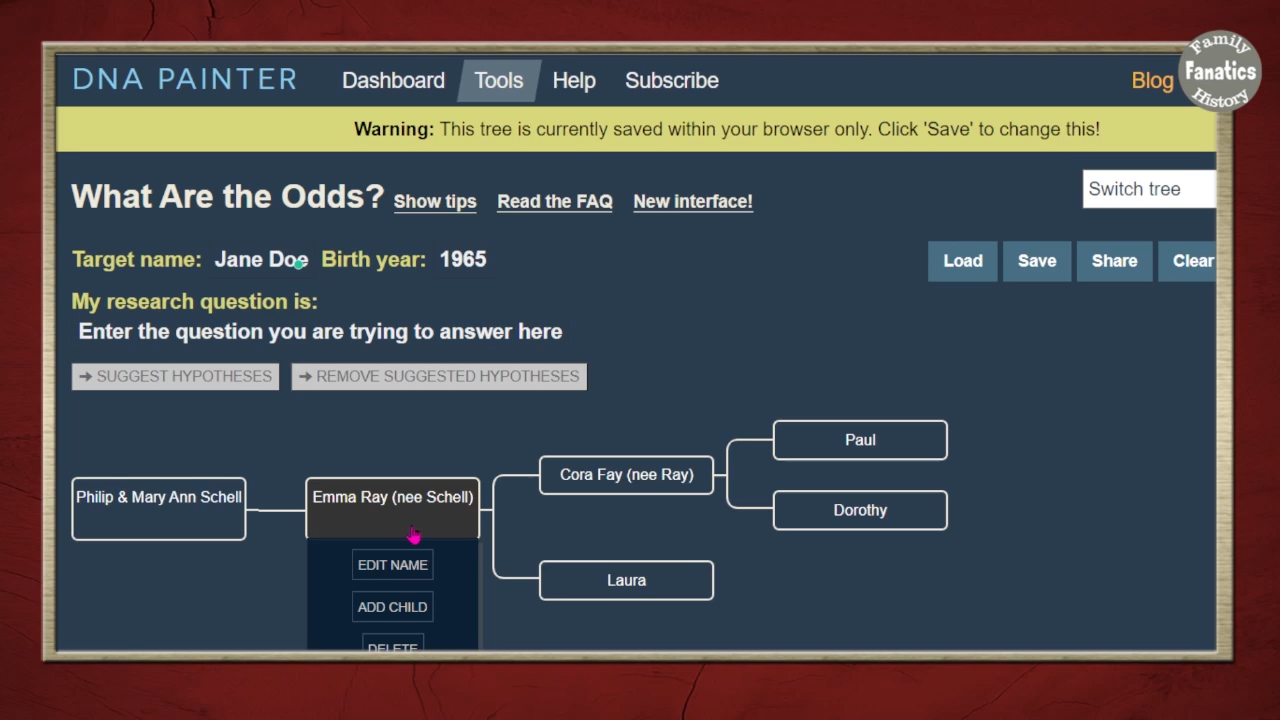 Family
Fanatics
History
DNA PAINTER Dashboard Tools Help Subscribe Blog
Warning: This tree is currently saved within your browser only. Click 'Save' to change this!
What Are the Odds? Show tips Read the FAQ New interface! Switch tree
Target name: Jane Doe Birth year: 1965 Load Save Share Clear
My research question is:
Enter the question you are trying to answer here
➔ SUGGEST HYPOTHESES ➔ REMOVE SUGGESTED HYPOTHESES
Paul
Cora Fay (nee Ray)
Philip & Mary Ann Schell Emma Ray (nee Schell)
Dorothy
EDIT NAME
Laura
ADD CHILD
DELETE